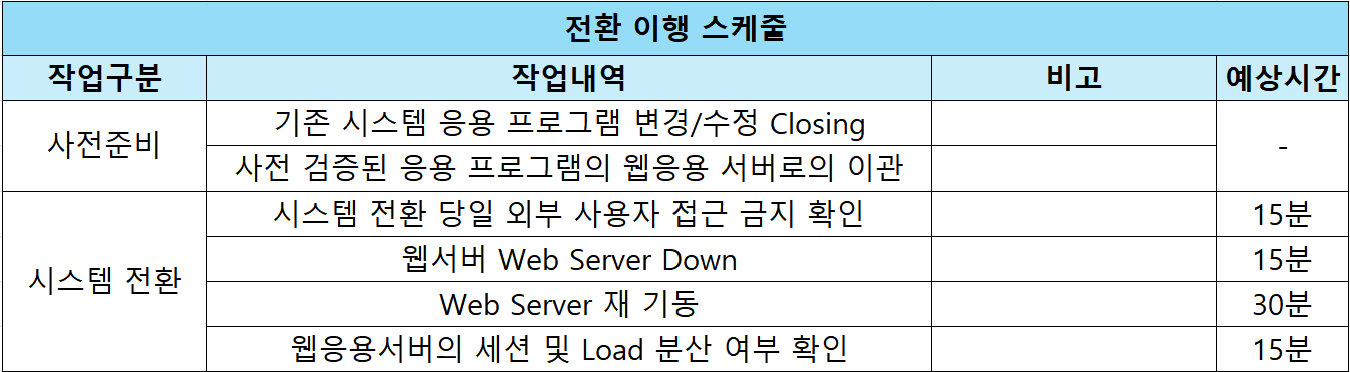 전환 이행 스케줄
작업구분 작업내역 비고 예상시간
사전준비 기존 시스템 응용 프로그램 변경/수정 Closing -
사전 검증된 응용 프로그램의 웹응용 서버로의 이관
시스템 전환 시스템 전환 당일 외부 사용자 접근 금지 확인 15분
웹서버 Web Server Down 15분
Web Server 재 기동 30분
웹응용서버의 세션 및 Load 분산 여부 확인 15분